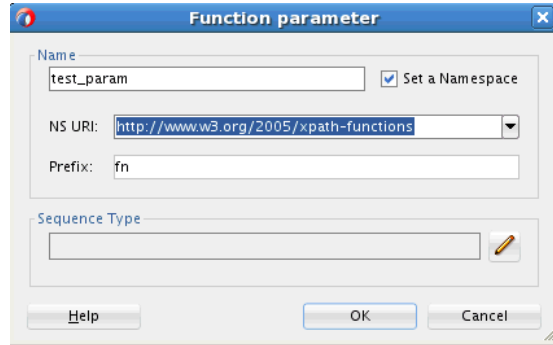 Function parameter
Name
test_param
Set a Namespace
NS URI: http://www.w3.org/2005/xpath-functions
Prefix: fn
Sequence Type
Help OK Cancel